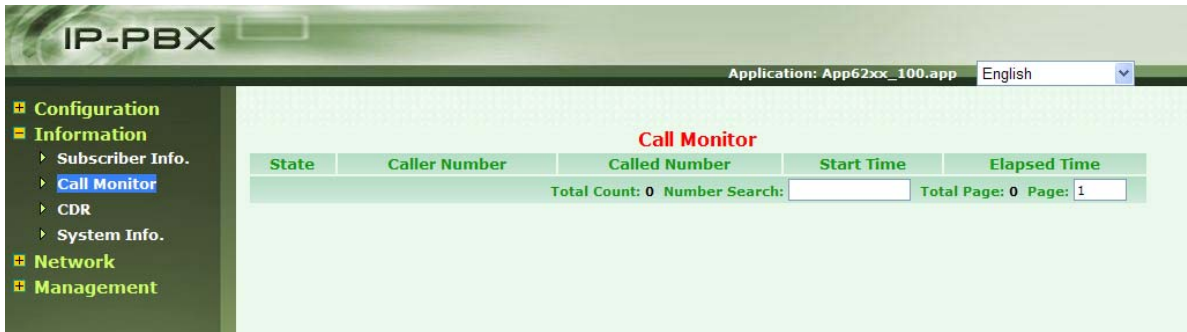 IP-PBX
Application: App62xx_100.app English
Configuration
Information
Subscriber Info.
Call Monitor
CDR
System Info.
Network
Management
Call Monitor
State Caller Number Called Number Start Time Elapsed Time
Total Count: 0 Number Search: Total Page: 0 Page: 1